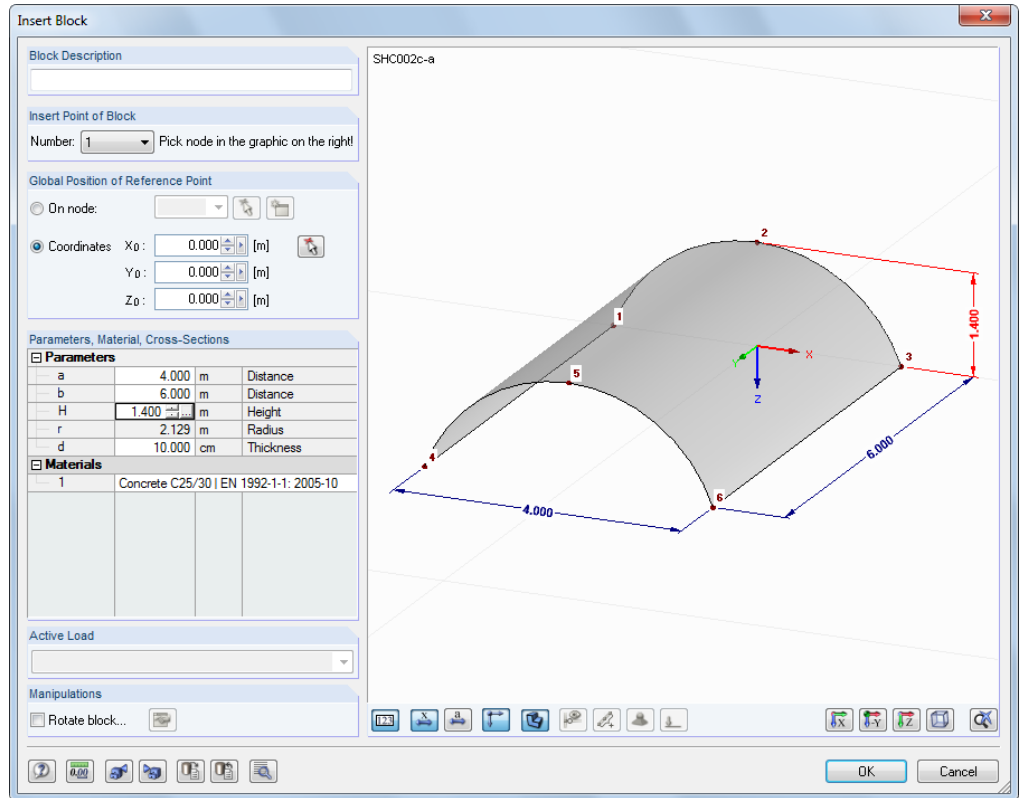 Insert Block
Block Description
Insert Point of Block
Number: 1 Pick node in the graphic on the right!
Global Position of Reference Point
On node:
Coordinates X0: 0.000 [m]
Y0: 0.000 [m]
Z0: 0.000 [m]
Parameters, Material, Cross-Sections
Parameters
a 4.000 m Distance
b 6.000 m Distance
H 1.400 ... m Height
r 2.129 m Radius
d 10.000 cm Thickness
Materials
1 Concrete C25/30 | EN 1992-1-1: 2005-10
Active Load
Manipulations
Rotate block...
SHC002c-a
2
1.400
1
3
X
Y
Z
5
4
6
6.000
4.000
123 x a
X -Y Z
0.00
OK Cancel